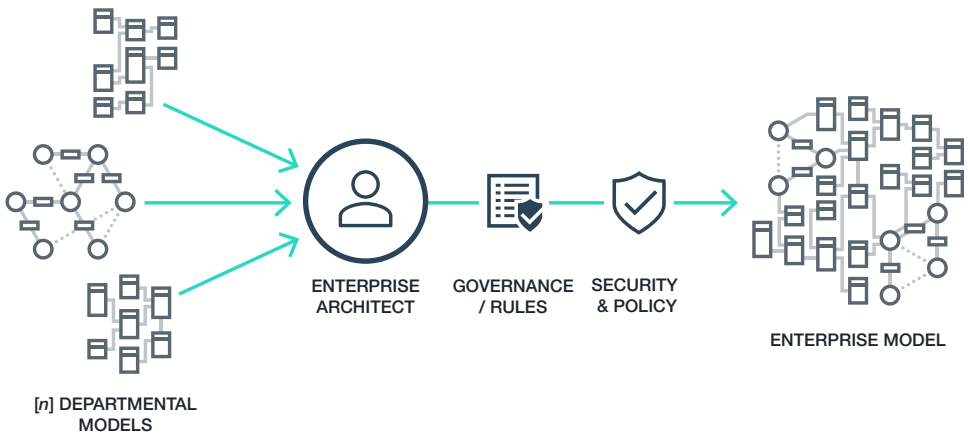 ENTERPRISE
ARCHITECT
GOVERNANCE
/ RULES
SECURITY
& POLICY
ENTERPRISE MODEL
[n] DEPARTMENTAL
MODELS